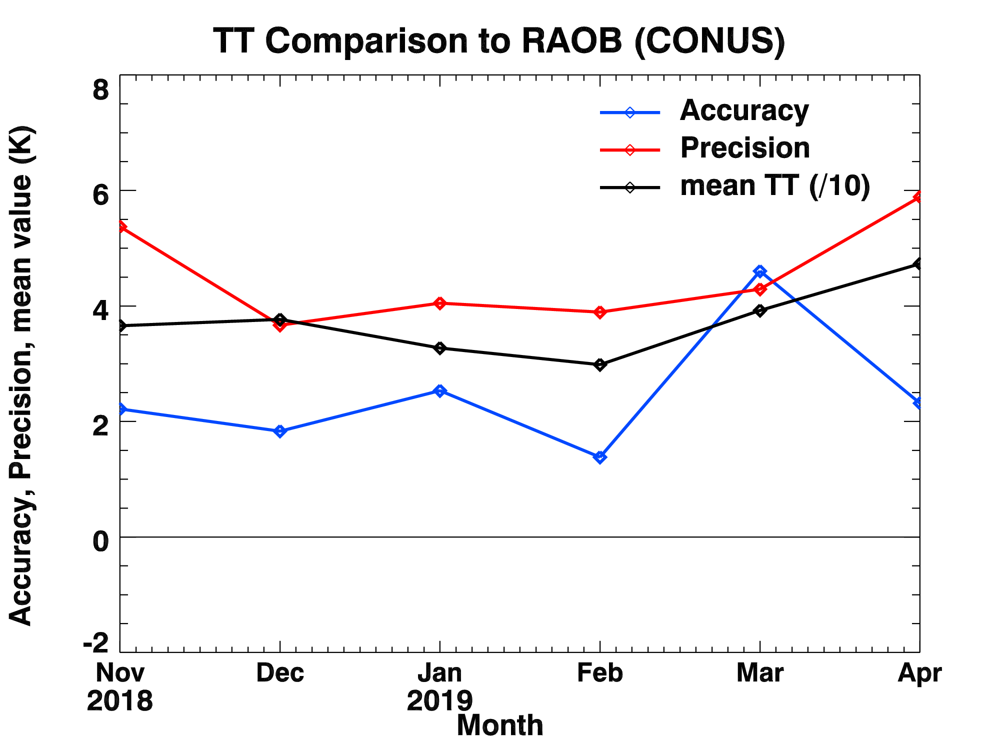 TT Comparison to RAOB (CONUS)
Accuracy, Precision, mean value (K)
8
6
4
2
0
-2
Accuracy
Precision
mean TT (/10)
Nov Dec Jan Feb Mar Apr
2018 2019
Month